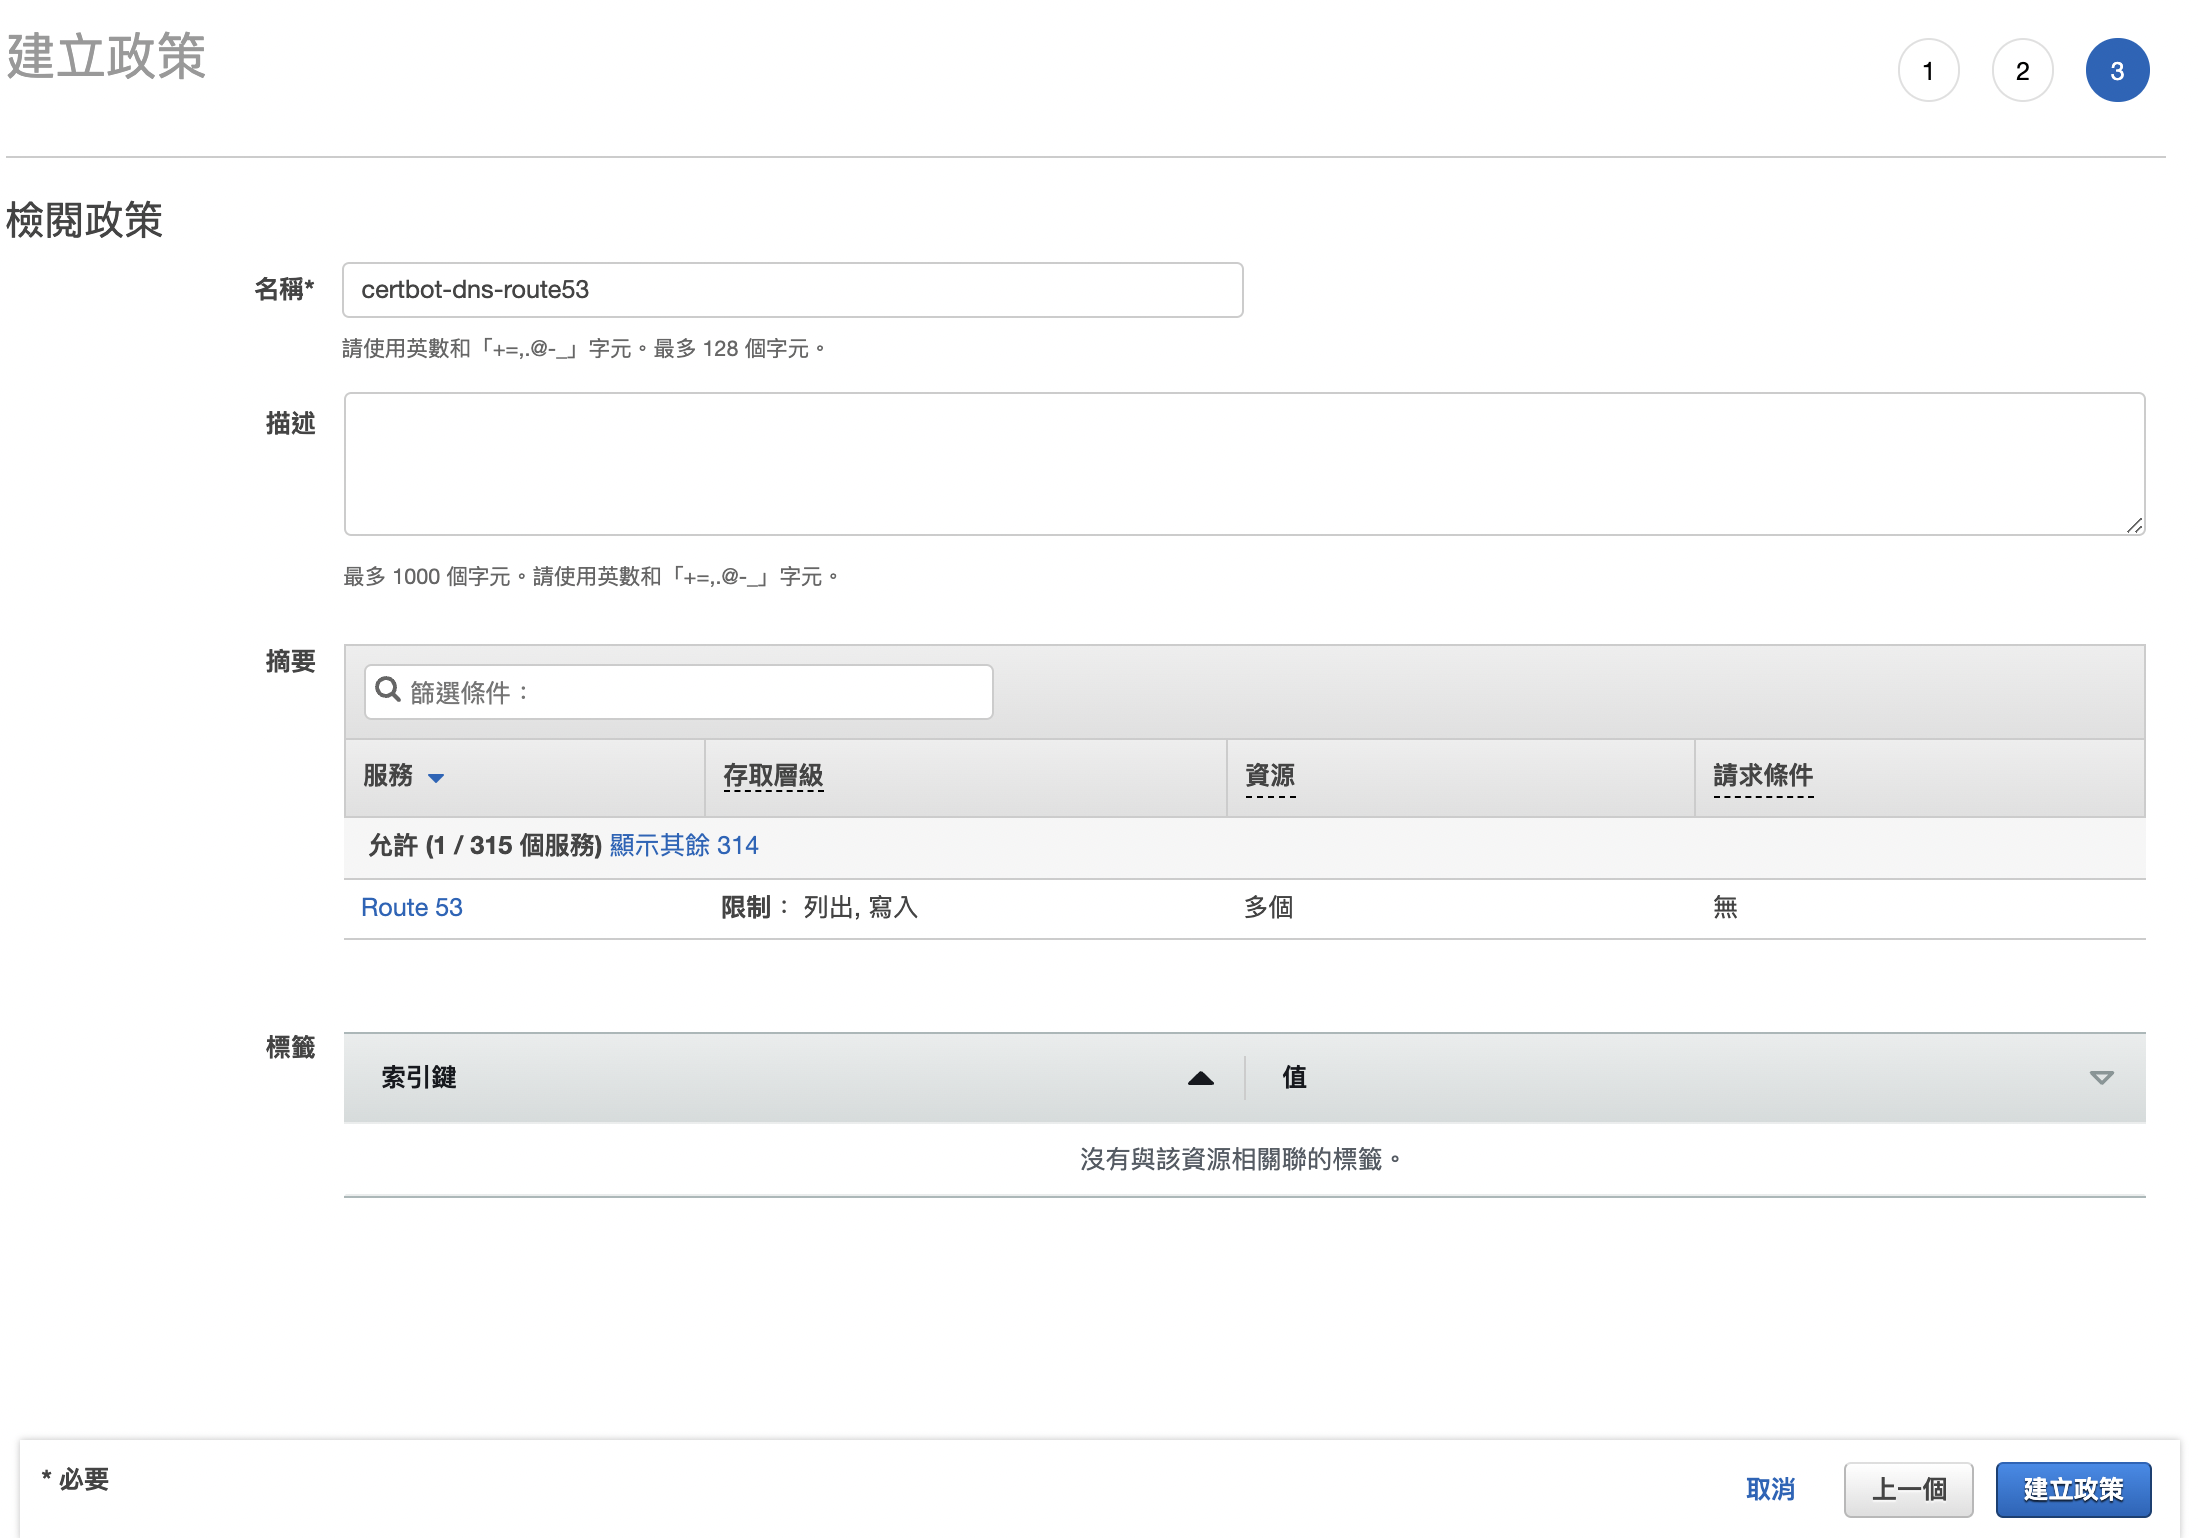 建立政策
1 2 3
檢閱政策
名稱* certbot-dns-route53
請使用英數和「+=,.@-_」字元。最多 128 個字元。
描述
最多 1000 個字元。請使用英數和「+=,.@-_」字元。
摘要
篩選條件：
服務 存取層級 資源 請求條件
允許 (1 / 315 個服務) 顯示其餘 314
Route 53 限制： 列出, 寫入 多個 無
標籤
索引鍵 值
沒有與該資源相關聯的標籤。
* 必要 取消 上一個 建立政策